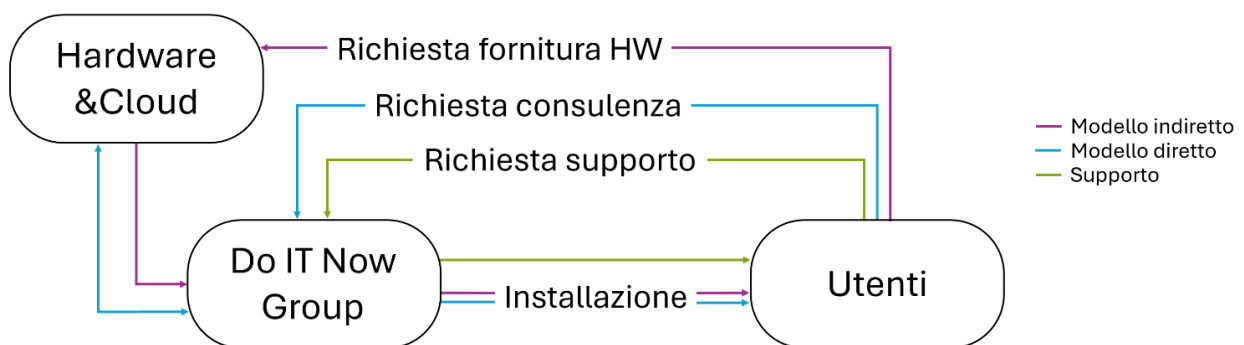 Hardware
&Cloud
Richiesta fornitura HW
Richiesta consulenza
Richiesta supporto
Modello indiretto
Modello diretto
Supporto
Do IT Now
Group
Installazione
Utenti